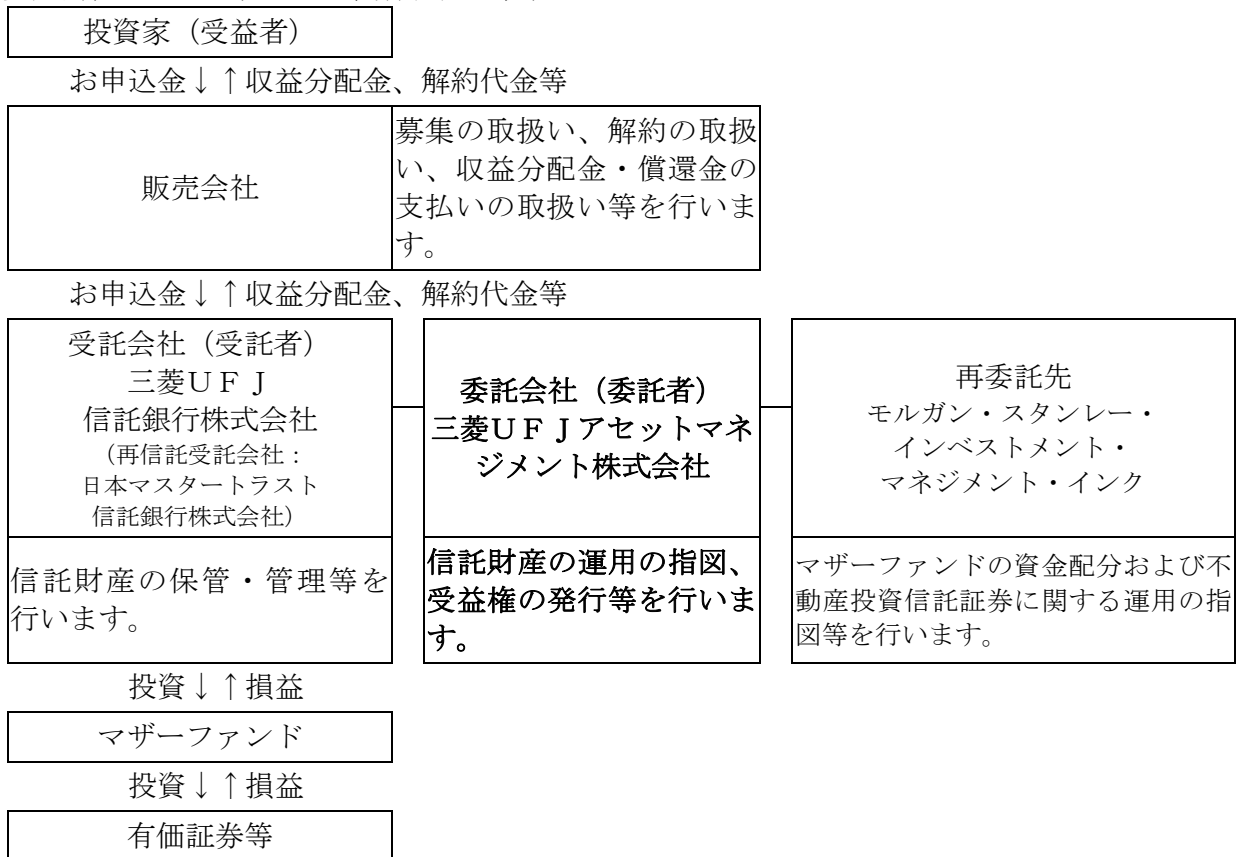 投資家（受益者）
お申込金↓↑収益分配金、解約代金等
販売会社
募集の取扱い、解約の取扱
い、収益分配金・償還金の
支払いの取扱い等を行いま
す。
お申込金↓↑収益分配金、解約代金等
受託会社（受託者）
三菱ＵＦＪ
信託銀行株式会社
（再信託受託会社：
日本マスタートラスト
信託銀行株式会社）
委託会社（委託者）
三菱ＵＦＪアセットマネ
ジメント株式会社
再委託先
モルガン・スタンレー・
インベストメント・
マネジメント・インク
信託財産の保管・管理等を
行います。
信託財産の運用の指図、
受益権の発行等を行いま
す。
マザーファンドの資金配分および不
動産投資信託証券に関する運用の指
図等を行います。
投資↓↑損益
マザーファンド
投資↓↑損益
有価証券等